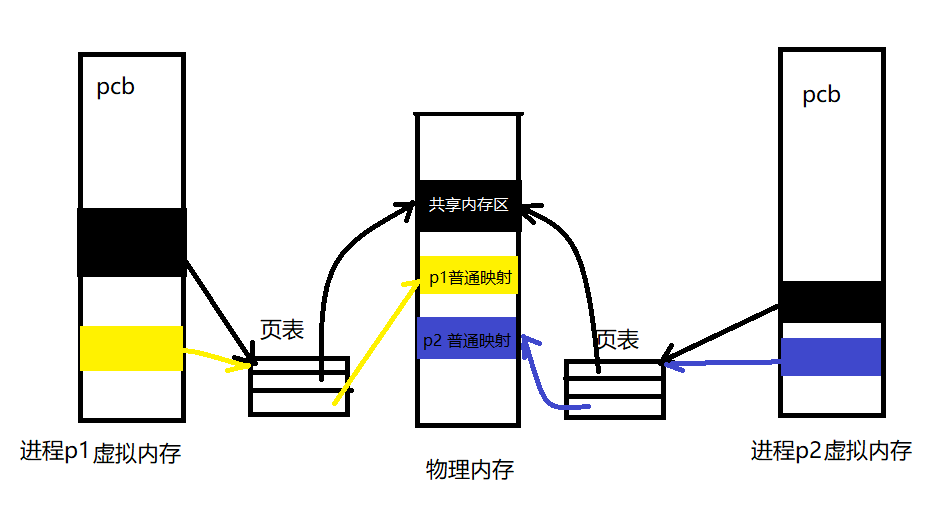 pcb
pcb
共享内存区
p1普通映射
页表
p2 普通映射
页表
进程p1虚拟内存
物理内存
进程p2虚拟内存